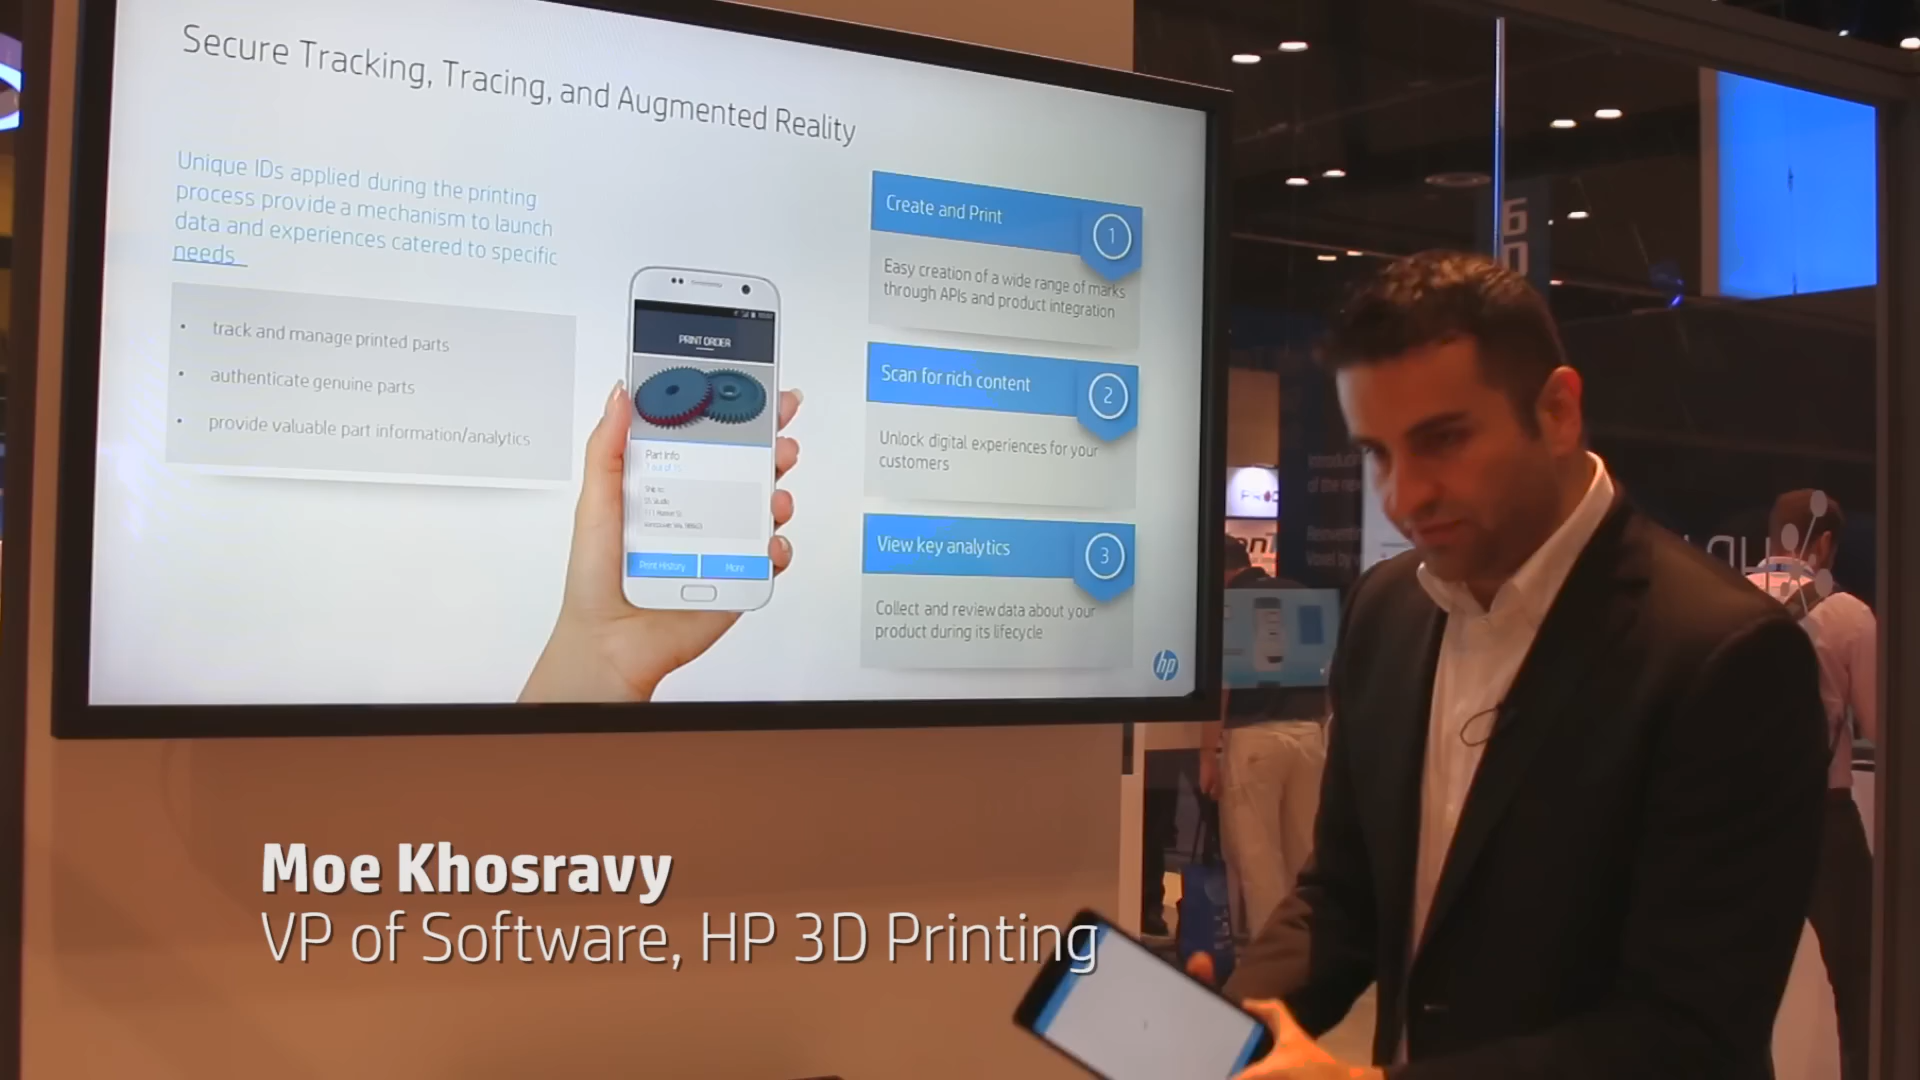 Secure Tracking, Tracing, and Augmented Reality
Unique IDs applied during the printing
process provide a mechanism to launch
data and experiences catered to specific
needs
• track and manage printed parts
• authenticate genuine parts
• provide valuable part information/analytics
PRINT ORDER
Part Info
Ship to:
Print History
More
Create and Print
1
Easy creation of a wide range of marks
through APIs and product integration
Scan for rich content
2
Unlock digital experiences for your
customers
View key analytics
3
Collect and review data about your
product during its lifecycle
hp
Moe Khosravy
VP of Software, HP 3D Printing